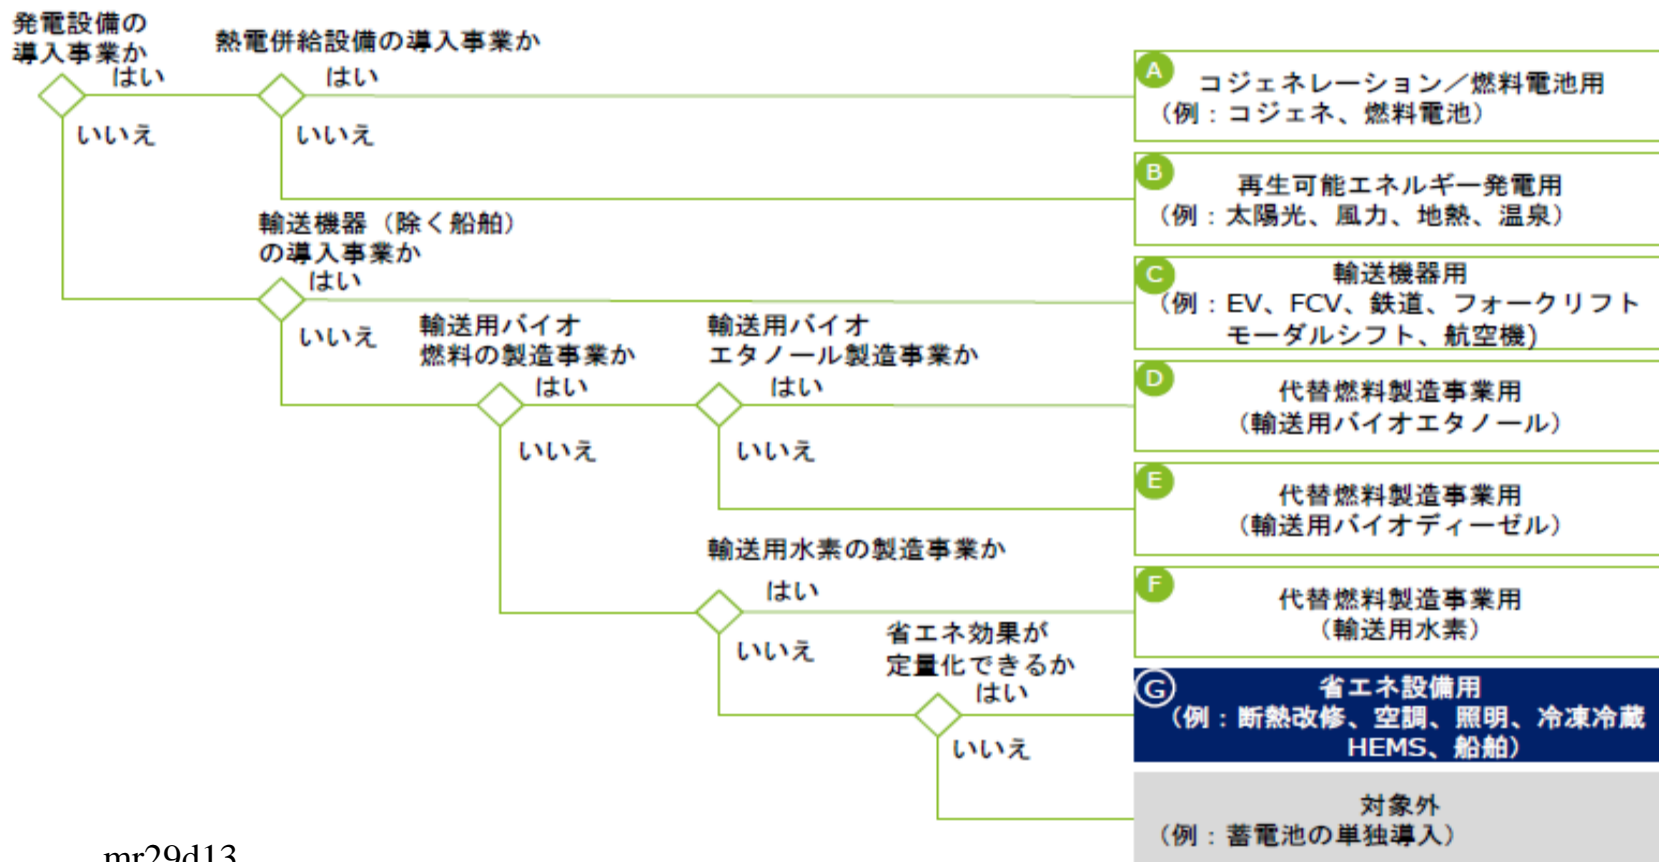 発電設備の
導入事業か
はい
いいえ
熱電併給設備の導入事業か
はい
いいえ
A
コジェネレーション／燃料電池用
（例：コジェネ、燃料電池）
B
再生可能エネルギー発電用
（例：太陽光、風力、地熱、温泉）
輸送機器（除く船舶）
の導入事業か
はい
いいえ
C
輸送機器用
（例：EV、FCV、鉄道、フォークリフト
モーダルシフト、航空機)
輸送用バイオ
燃料の製造事業か
はい
いいえ
輸送用バイオ
エタノール製造事業か
はい
いいえ
D
代替燃料製造事業用
（輸送用バイオエタノール）
E
代替燃料製造事業用
（輸送用バイオディーゼル）
輸送用水素の製造事業か
はい
いいえ
F
代替燃料製造事業用
（輸送用水素）
省エネ効果が
定量化できるか
はい
いいえ
G
省エネ設備用
（例：断熱改修、空調、照明、冷凍冷蔵
HEMS、船舶）
対象外
（例：蓄電池の単独導入）
mr29d13